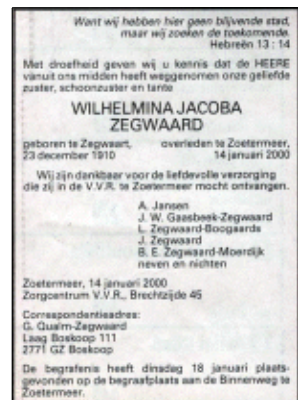 Want wij hebben hier geen blijvende stad,
maar wij zoeken de toekomende.
Hebreën 13 : 14
Met droefheid geven wij u kennis dat de HEERE
vanuit ons midden heeft weggenomen onze geliefde
zuster, schoonzuster en tante
WILHELMINA JACOBA
ZEGWAARD
geboren te Zegwaart, overleden te Zoetermeer,
23 december 1910 14 januari 2000
Wij zijn dankbaar voor de liefdevolle verzorging
die zij in de V.V.R. te Zoetermeer mocht ontvangen.
A. Jansen
J. W. Gaasbeek-Zegwaard
L. Zegwaard-Boogaards
J. Zegwaard
B. E. Zegwaard-Moerdijk
neven en nichten
Zoetermeer, 14 januari 2000
Zorgcentrum V.V.R., Brechtzijde 45
Correspondentieadres:
G. Qualm-Zegwaard
Laag Boskoop 111
2771 GZ Boskoop
De begrafenis heeft dinsdag 18 januari plaats-
gevonden op de begraafplaats aan de Binnenweg te
Zoetermeer.